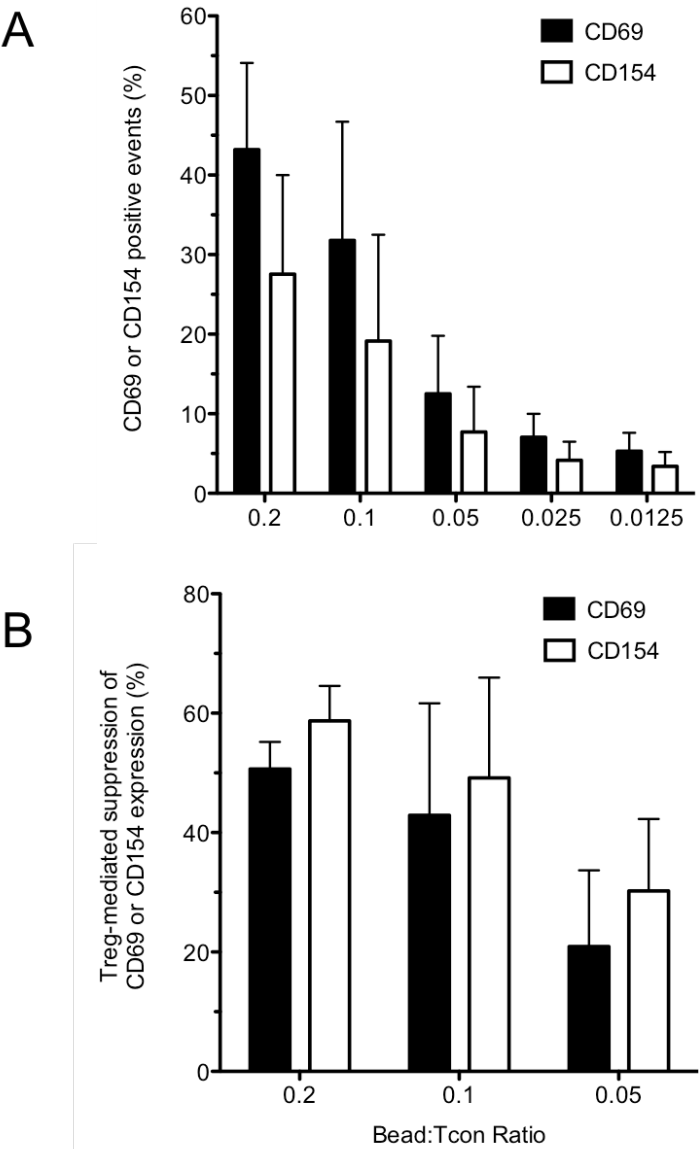 A
CD69 or CD154 positive events (%)
60
50
40
30
20
10
0
CD69
CD154
0.2 0.1 0.05 0.025 0.0125
B
Treg-mediated suppression of
CD69 or CD154 expression (%)
80
60
40
20
0
CD69
CD154
0.2 0.1 0.05
Bead:Tcon Ratio